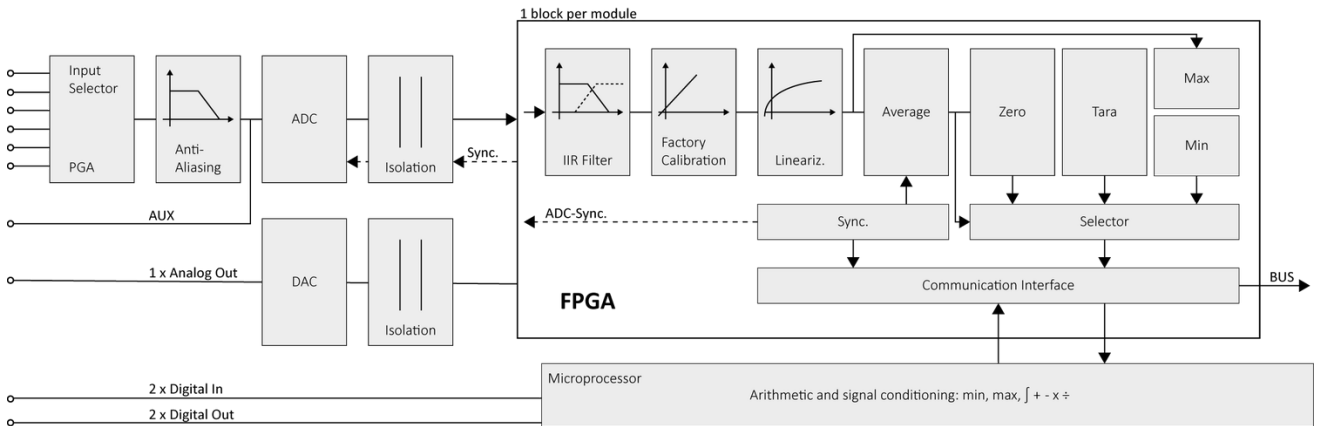 1 block per module
Input
Selector
PGA
Anti-
Aliasing
ADC
Isolation
Sync.
IIR Filter
Factory
Calibration
Lineariz.
Average
Zero
Tara
Max
Min
AUX
ADC-Sync.
Sync.
Selector
1 x Analog Out
DAC
Isolation
FPGA
Communication Interface
BUS
Microprocessor
2 x Digital In
Arithmetic and signal conditioning: min, max, ∫ + - x ÷
2 x Digital Out